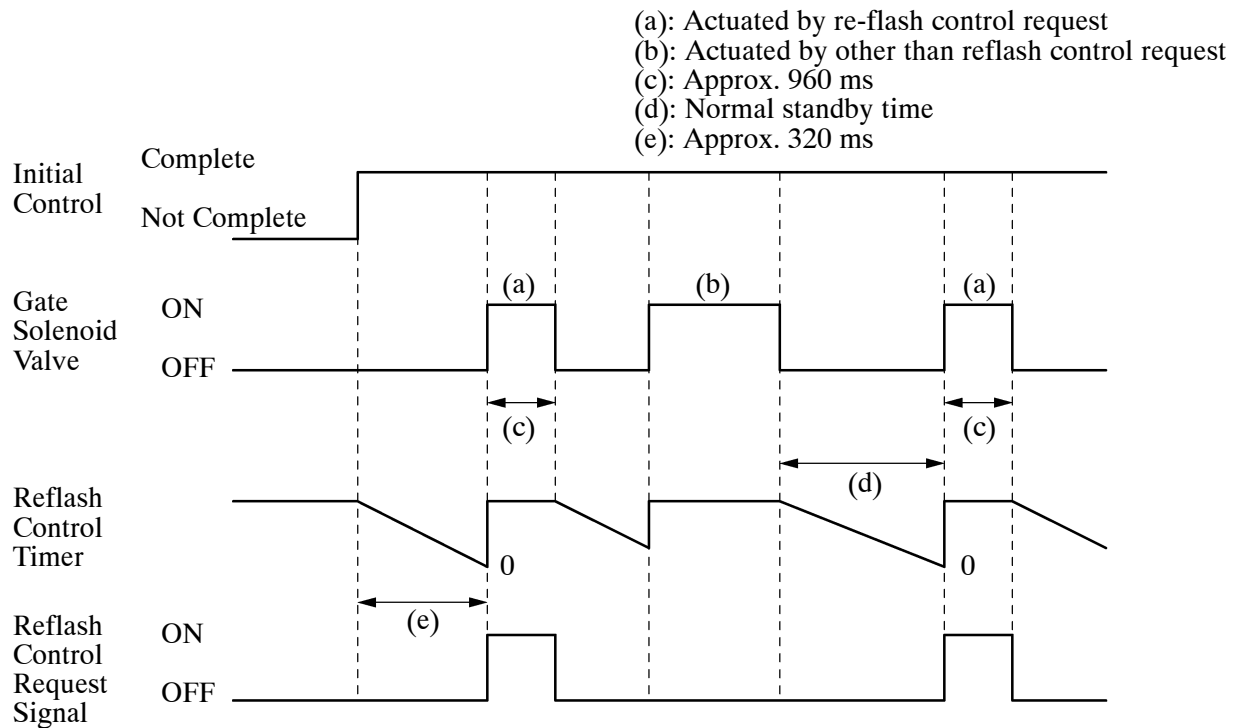 (a): Actuated by re-flash control request
(b): Actuated by other than reflash control request
(c): Approx. 960 ms
(d): Normal standby time
(e): Approx. 320 ms
Initial
Control
Complete
Not Complete
Gate
Solenoid
Valve
ON
OFF
(a)
(b)
(a)
(c)
(c)
(d)
Reflash
Control
Timer
0
0
(e)
Reflash
Control
Request
Signal
ON
OFF